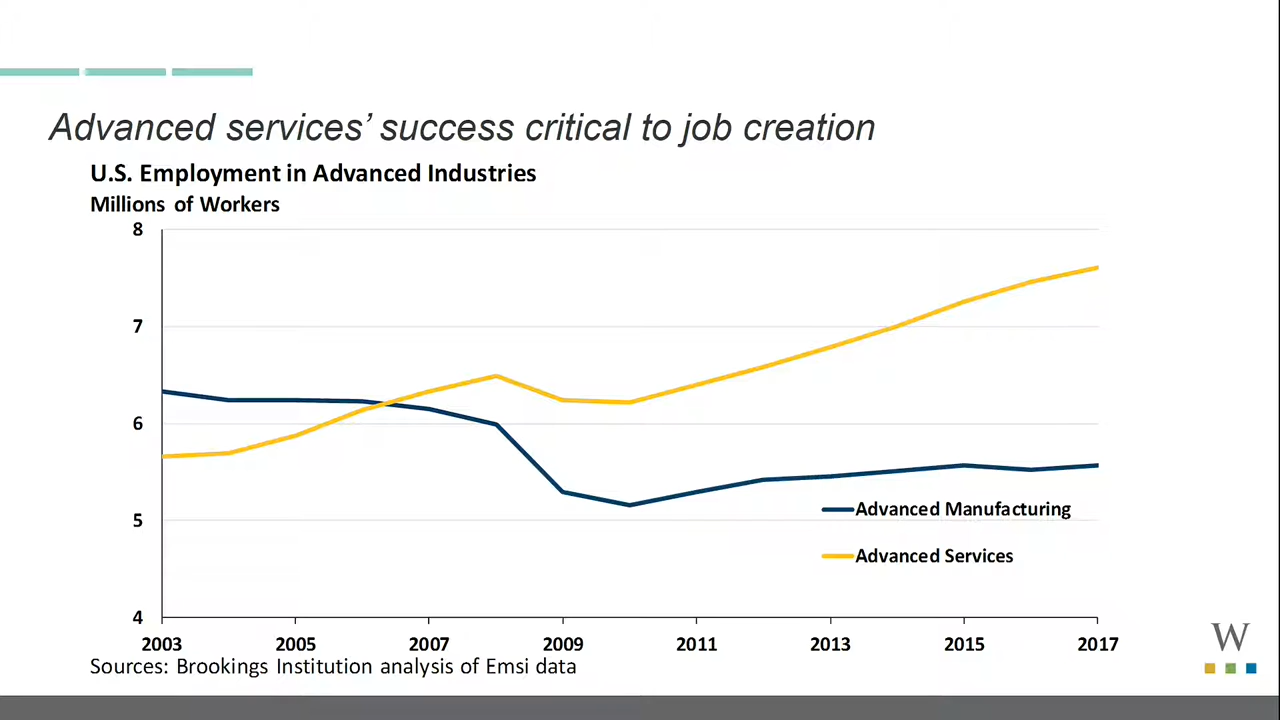 Advanced services’ success critical to job creation
U.S. Employment in Advanced Industries
Millions of Workers
8
7
6
5
4
Advanced Manufacturing
Advanced Services
2003 2005 2007 2009 2011 2013 2015 2017
Sources: Brookings Institution analysis of Emsi data
W